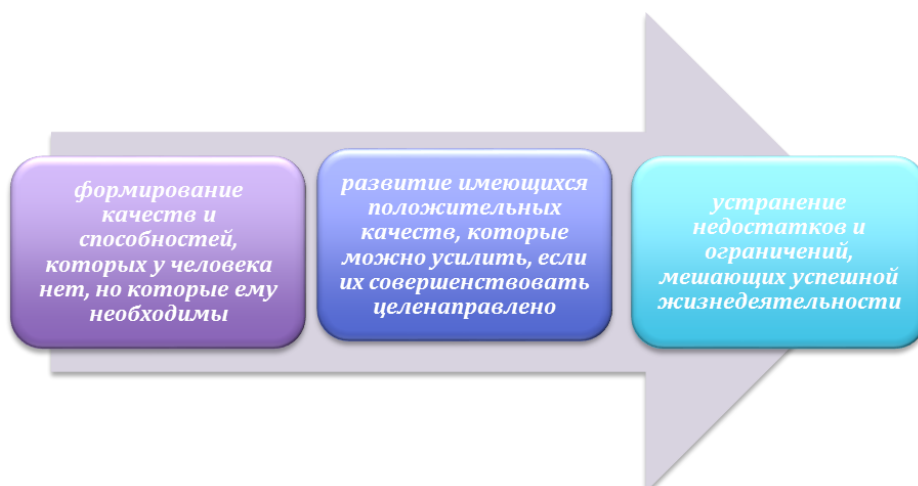 формирование
качеств и
способностей,
которых у человека
нет, но которые ему
необходимы
развитие имеющихся
положительных
качеств, которые
можно усилить, если
их совершенствовать
целенаправлено
устранение
недостатков и
ограничений,
мешающих успешной
жизнедеятельности